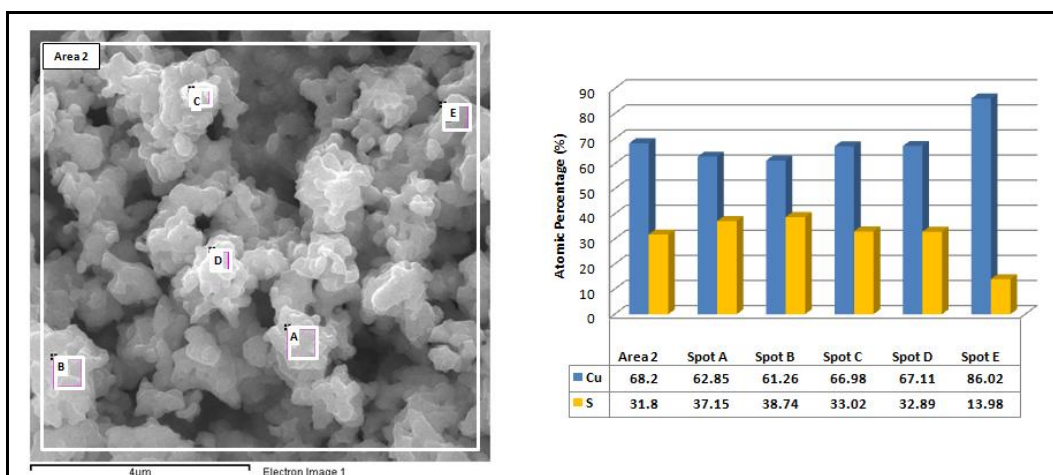 Area 2
C
E
D
A
B
4µm
Electron Image 1
Atomic Percentage (%)
90
80
70
60
50
40
30
20
10
0
Area 2 Spot A Spot B Spot C Spot D Spot E
Cu 68.2 62.85 61.26 66.98 67.11 86.02
S 31.8 37.15 38.74 33.02 32.89 13.98